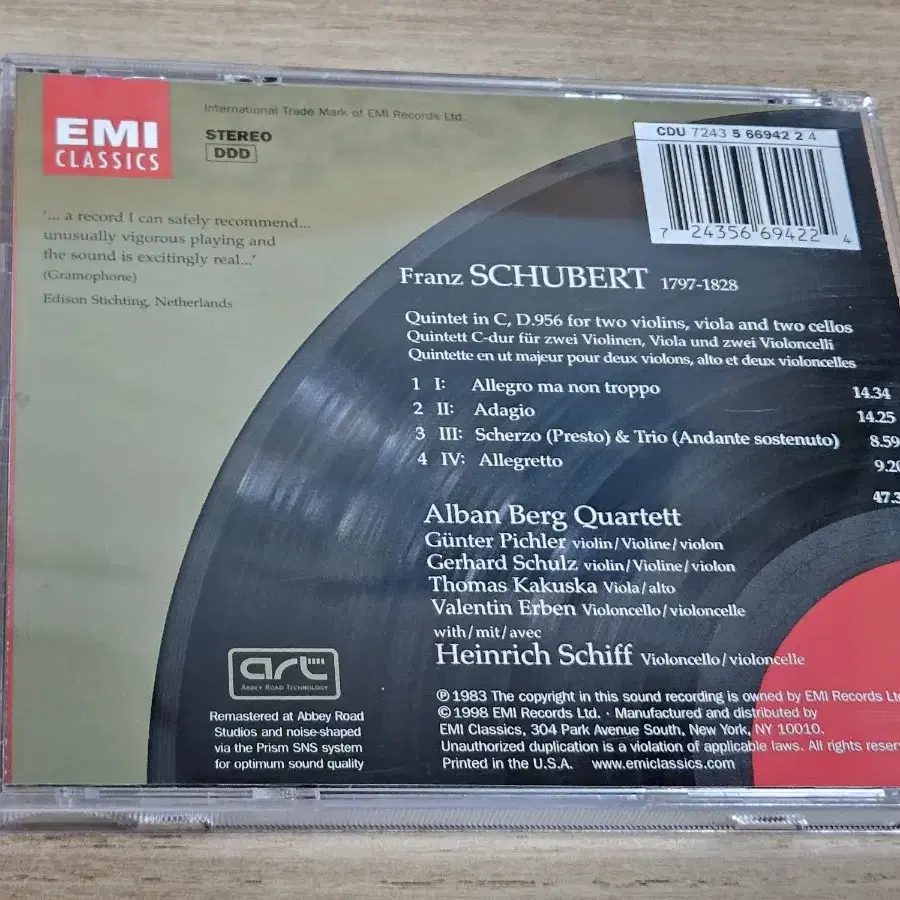 EMI
CLASSICS
International Trade Mark of EMI Records Ltd.
STEREO
DDD
CDU 7243 5 66942 2 4
7 24356 69422 4
'... a record I can safely recommend...
unusually vigorous playing and
the sound is excitingly real...'
(Gramophone)
Edison Stichting, Netherlands
Franz SCHUBERT 1797-1828
Quintet in C, D.956 for two violins, viola and two cellos
Quintett C-dur für zwei Violinen, Viola und zwei Violoncelli
Quintette en ut majeur pour deux violons, alto et deux violoncelles
1 I: Allegro ma non troppo 14.34
2 II: Adagio 14.25
3 III: Scherzo (Presto) & Trio (Andante sostenuto) 8.59
4 IV: Allegretto 9.20
47.3
Alban Berg Quartett
Günter Pichler violin/Violine/violon
Gerhard Schulz violin/Violine/violon
Thomas Kakuska Viola/alto
Valentin Erben Violoncello/violoncelle
with/mit/avec
Heinrich Schiff Violoncello/violoncelle
art
ABBEY ROAD TECHNOLOGY
Remastered at Abbey Road
Studios and noise-shaped
via the Prism SNS system
for optimum sound quality
℗ 1983 The copyright in this sound recording is owned by EMI Records Ltd
© 1998 EMI Records Ltd. · Manufactured and distributed by
EMI Classics, 304 Park Avenue South, New York, NY 10010.
Unauthorized duplication is a violation of applicable laws. All rights reser
Printed in the U.S.A. www.emiclassics.com